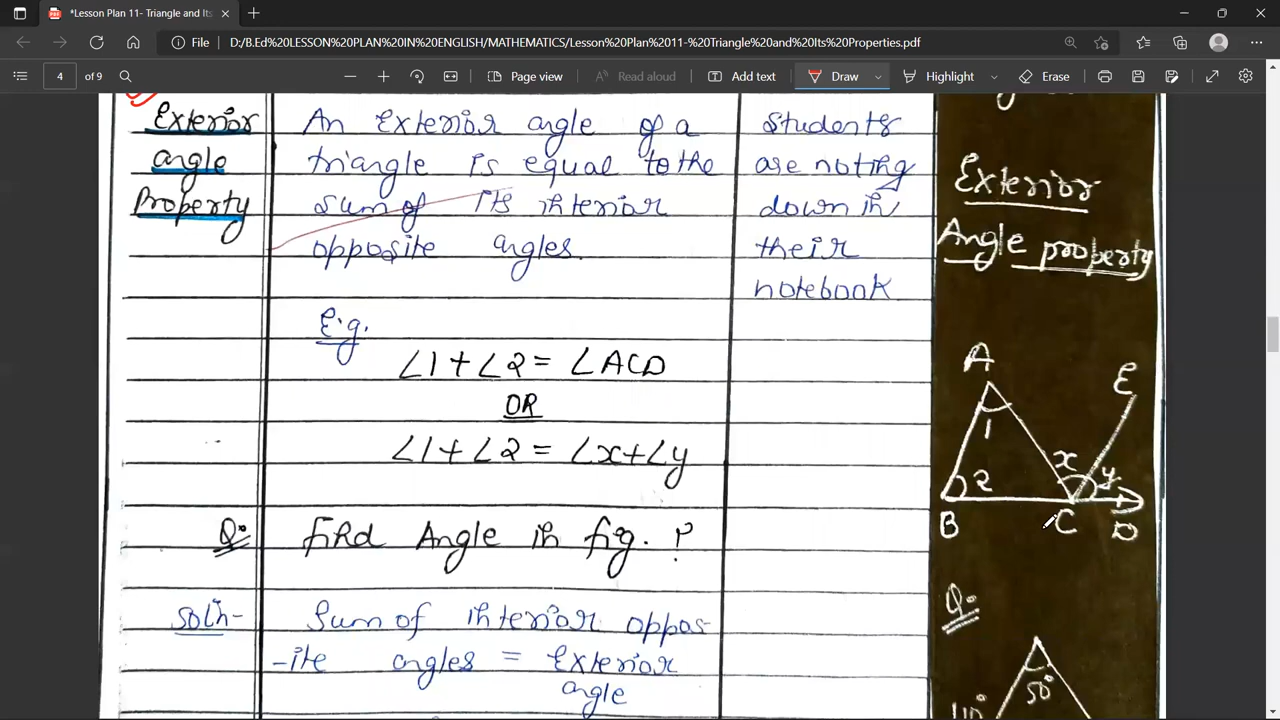 *Lesson Plan 11- Triangle and Its
File
D:/B.Ed%20LESSON%20PLAN%20IN%20ENGLISH/MATHEMATICS/Lesson%20Plan%2011-%20Triangle%20and%20Its%20Properties.pdf
4 of 9
Page view
Read aloud
Add text
Draw
Highlight
Erase
Exterior
angle
Property
An exterior angle of a
triangle is equal to the
sum of its interior
opposite angles.
E.g.
∠1+∠2=∠ACD
OR
∠1+∠2=∠x+∠y
Q:
Find Angle in fig. ?
Soln-
Sum of interior oppos-
-ite angles = Exterior
angle
Students
are noting
down in
their
notebook
Exterior
Angle property
A
E
1
x
y
2
B
C
D
Q:
50°
110°